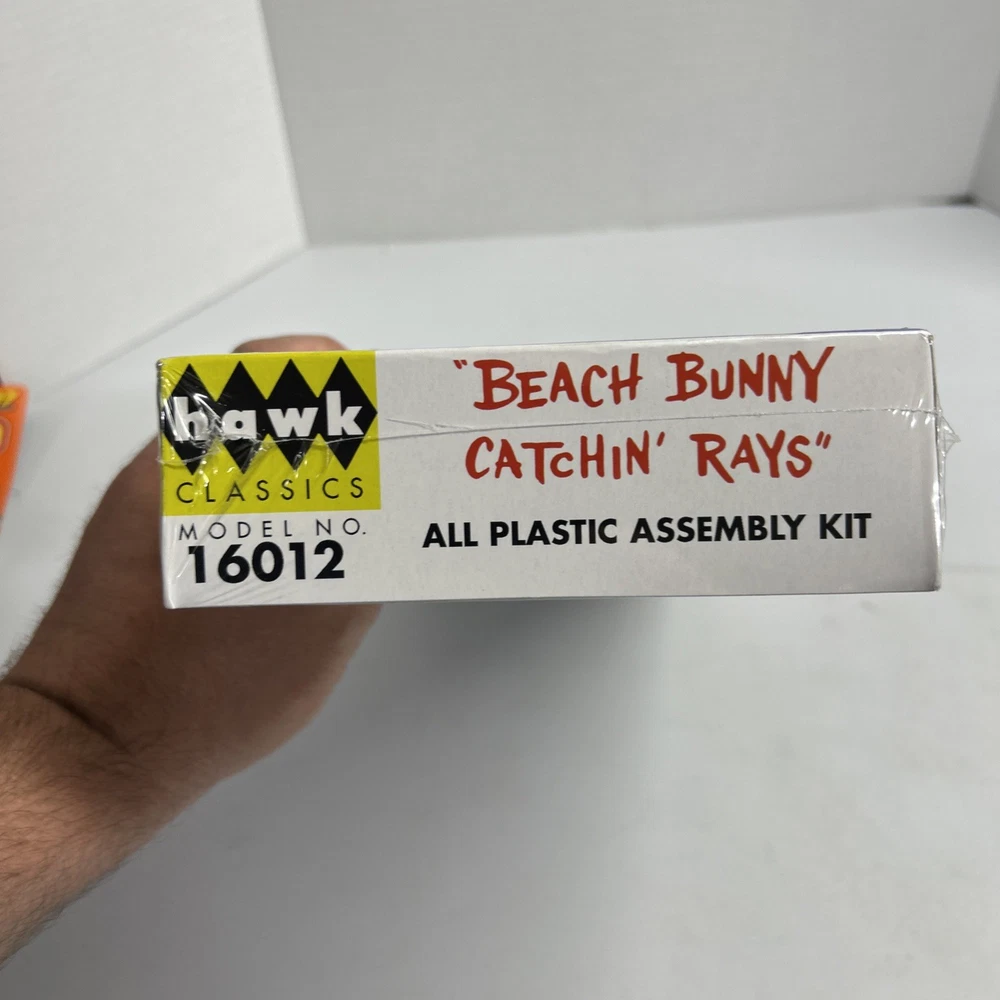 hawk
CLASSICS
MODEL NO.
16012
"BEACH BUNNY
CATCHIN' RAYS"
ALL PLASTIC ASSEMBLY KIT